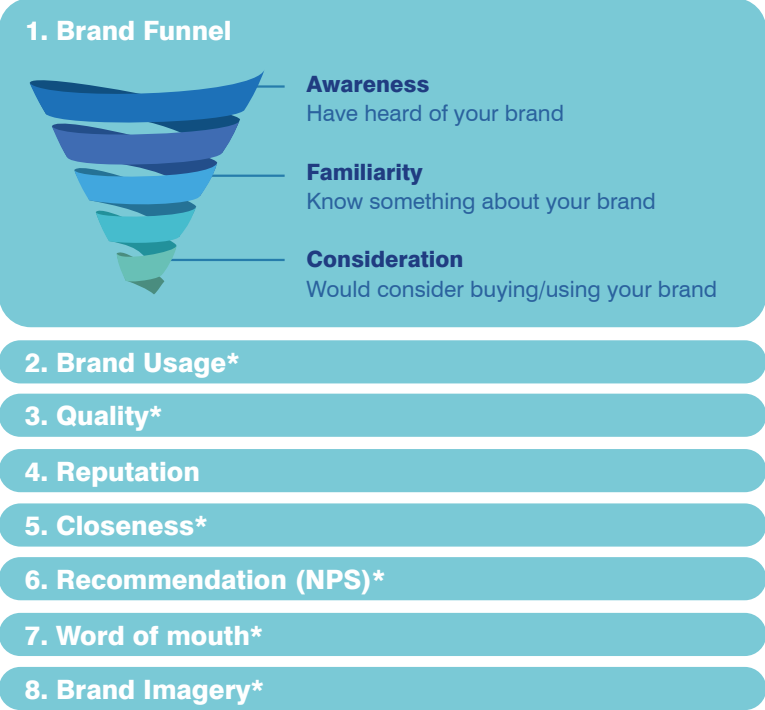 1. Brand Funnel
Awareness
Have heard of your brand
Familiarity
Know something about your brand
Consideration
Would consider buying/using your brand
2. Brand Usage*
3. Quality*
4. Reputation
5. Closeness*
6. Recommendation (NPS)*
7. Word of mouth*
8. Brand Imagery*